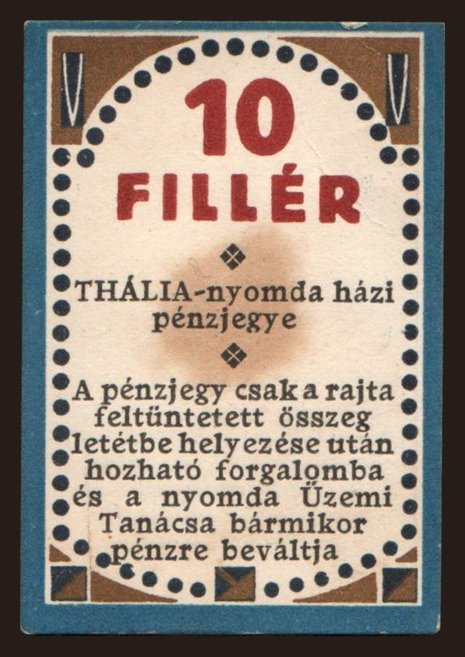 10
FILLÉR
THÁLIA-nyomda házi
pénzjegye
A pénzjegy csak a rajta
feltüntetett összeg
letétbe helyezése után
hozható forgalomba
és a nyomda Üzemi
Tanácsa bármikor
pénzre beváltja